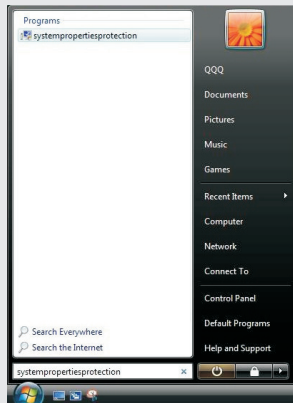 Programs
systempropertiesprotection
Search Everywhere
Search the Internet
systempropertiesprotection
QQQ
Documents
Pictures
Music
Games
Recent Items
Computer
Network
Connect To
Control Panel
Default Programs
Help and Support